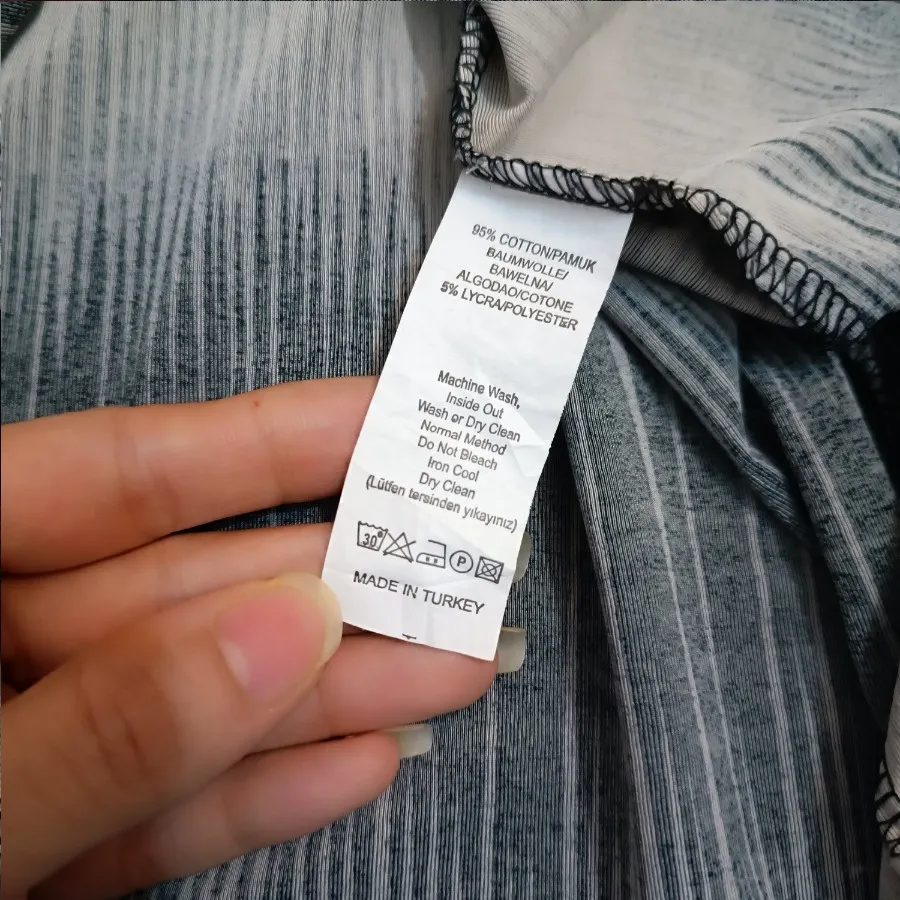 95% COTTON/PAMUK
BAUMWOLLE/
BAWELNA/
ALGODAO/COTONE
5% LYCRA/POLYESTER
Machine Wash,
Inside Out
Wash or Dry Clean
Normal Method
Do Not Bleach
Iron Cool
Dry Clean
(Lütfen tersinden yıkayınız)
30° P
MADE IN TURKEY